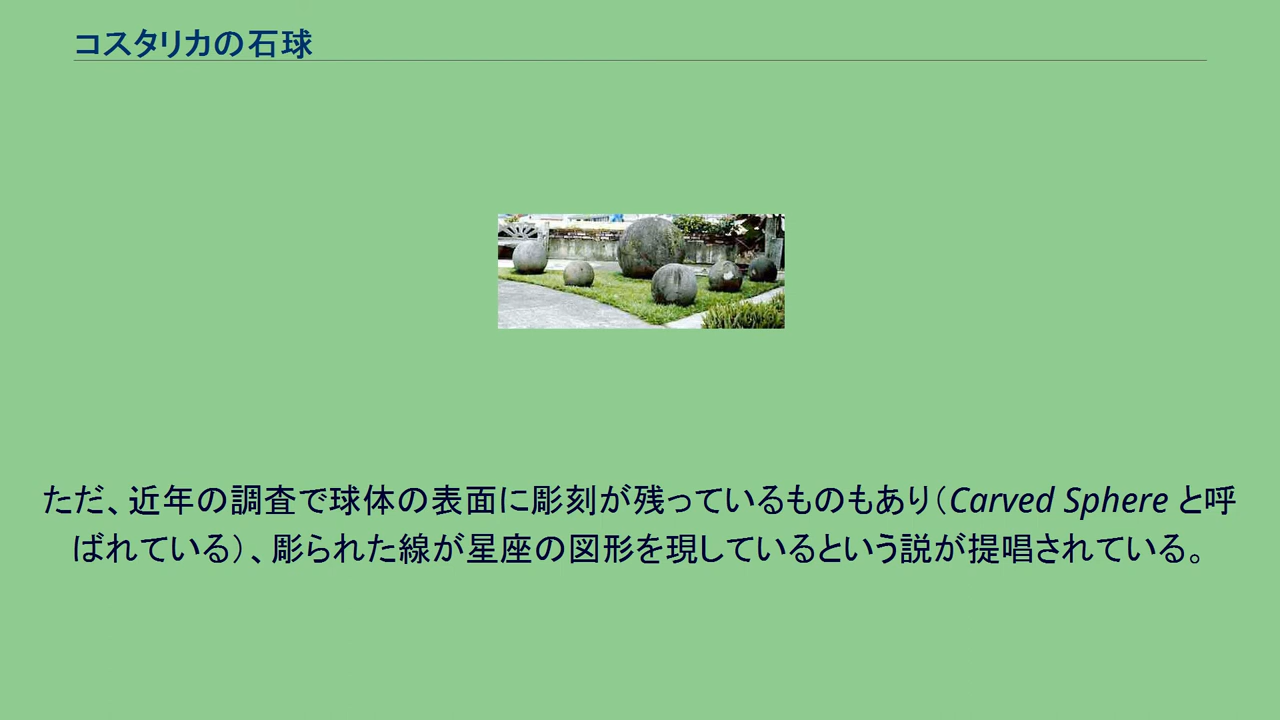 コスタリカの石球
ただ、近年の調査で球体の表面に彫刻が残っているものもあり（Carved Sphere と呼
ばれている）、彫られた線が星座の図形を現しているという説が提唱されている。